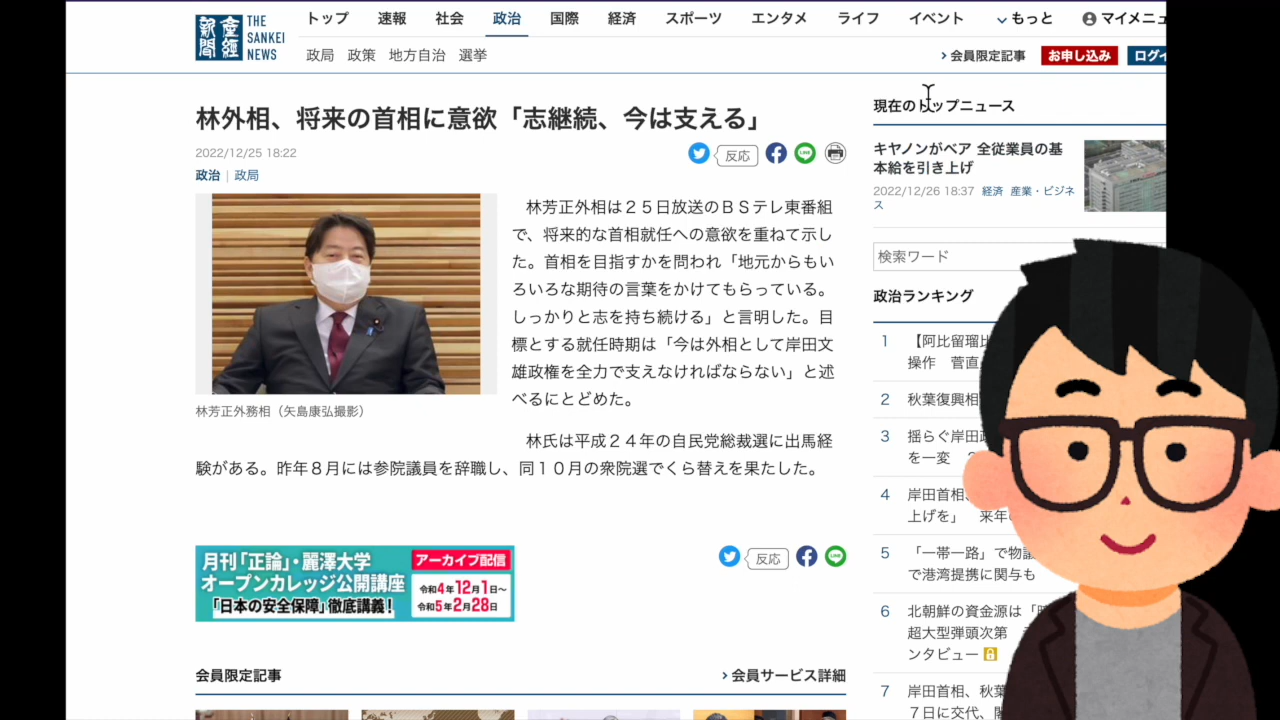 産經新聞
THE SANKEI NEWS
トップ 速報 社会 政治 国際 経済 スポーツ エンタメ ライフ イベント もっと マイメニュ
政局 政策 地方自治 選挙
会員限定記事 お申し込み ログイ
林外相、将来の首相に意欲「志継続、今は支える」
2022/12/25 18:22
反応
政治 | 政局
林芳正外務相（矢島康弘撮影）
林芳正外相は２５日放送のＢＳテレ東番組
で、将来的な首相就任への意欲を重ねて示し
た。首相を目指すかを問われ「地元からもい
ろいろな期待の言葉をかけてもらっている。
しっかりと志を持ち続ける」と言明した。目
標とする就任時期は「今は外相として岸田文
雄政権を全力で支えなければならない」と述
べるにとどめた。
林氏は平成２４年の自民党総裁選に出馬経
験がある。昨年８月には参院議員を辞職し、同１０月の衆院選でくら替えを果たした。
反応
月刊「正論」・麗澤大学
オープンカレッジ公開講座
「日本の安全保障」徹底講義！
アーカイブ配信
令和4年12月1日〜
令和5年2月28日
会員限定記事
会員サービス詳細
現在のトップニュース
キヤノンがベア 全従業員の基
本給を引き上げ
2022/12/26 18:37 経済 産業・ビジネ
ス
検索ワード
政治ランキング
1 【阿比留瑠比
操作 菅直
2 秋葉復興相
3 揺らぐ岸田政
を一変
4 岸田首相、
上げを」 来年
5 「一帯一路」で物議
で港湾提携に関与も
6 北朝鮮の資金源は「
超大型弾頭次第
ンタビュー
7 岸田首相、秋葉
７日に交代、